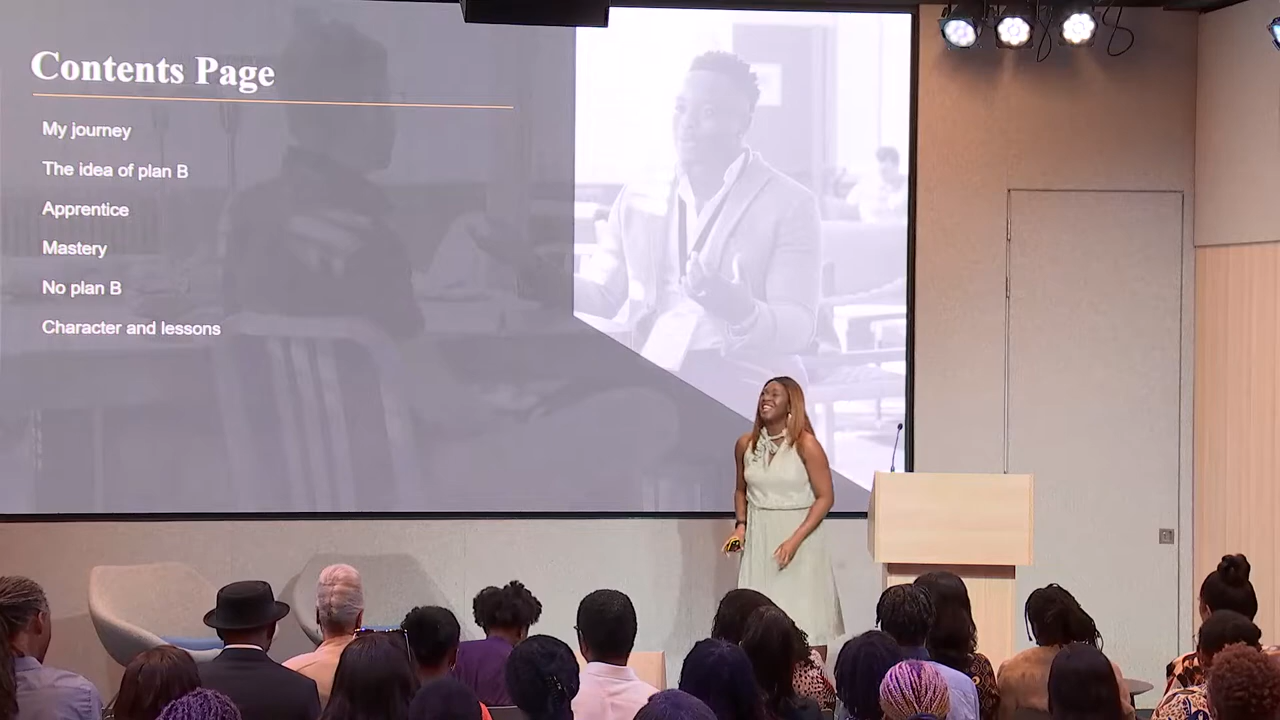 Contents Page
My journey
The idea of plan B
Apprentice
Mastery
No plan B
Character and lessons